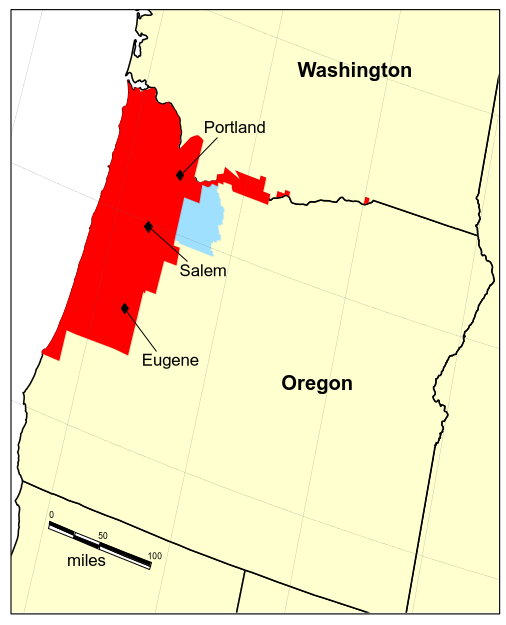 Washington
Portland
Salem
Eugene
Oregon
0
50
100
miles